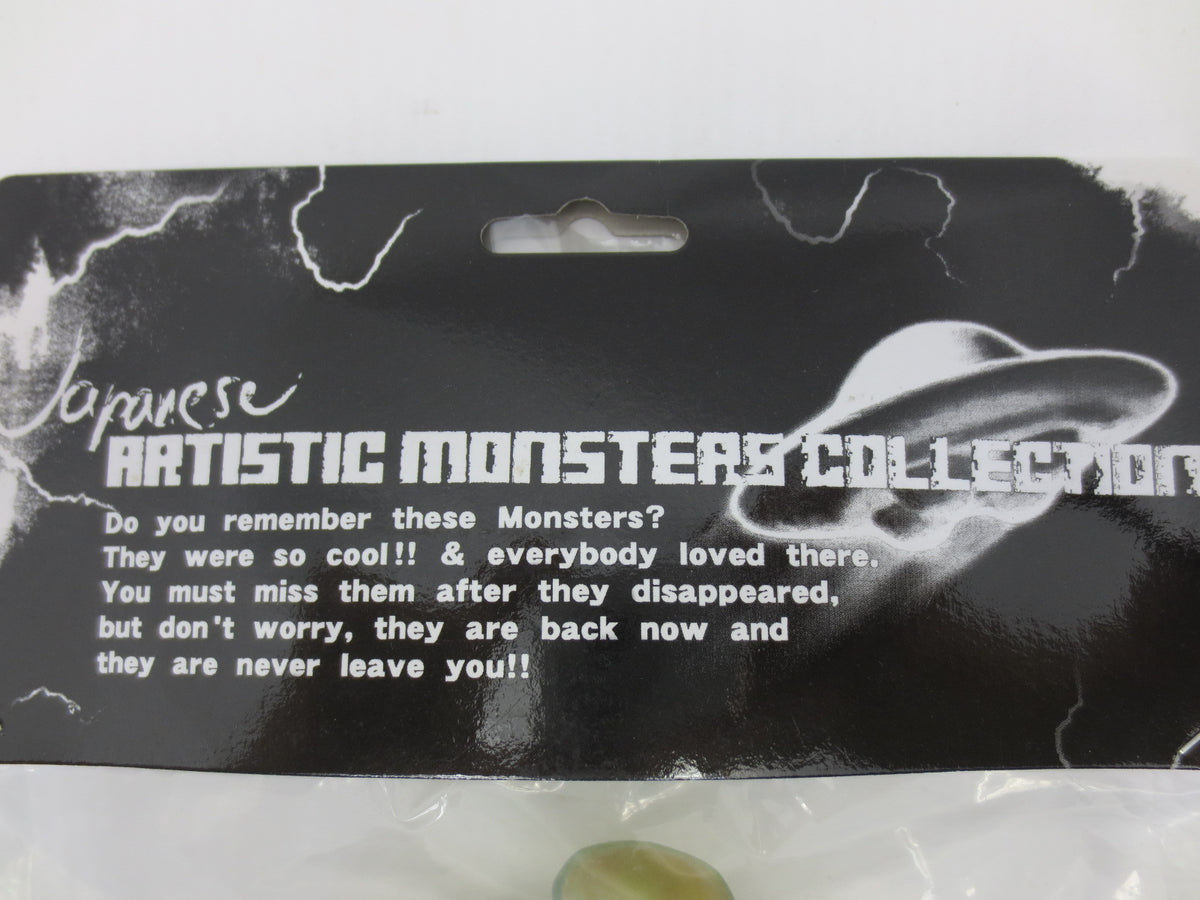 Japanese
ARTISTIC MONSTERS COLLECTION
Do you remember these Monsters?
They were so cool!! & everybody loved there.
You must miss them after they disappeared,
but don't worry, they are back now and
they are never leave you!!